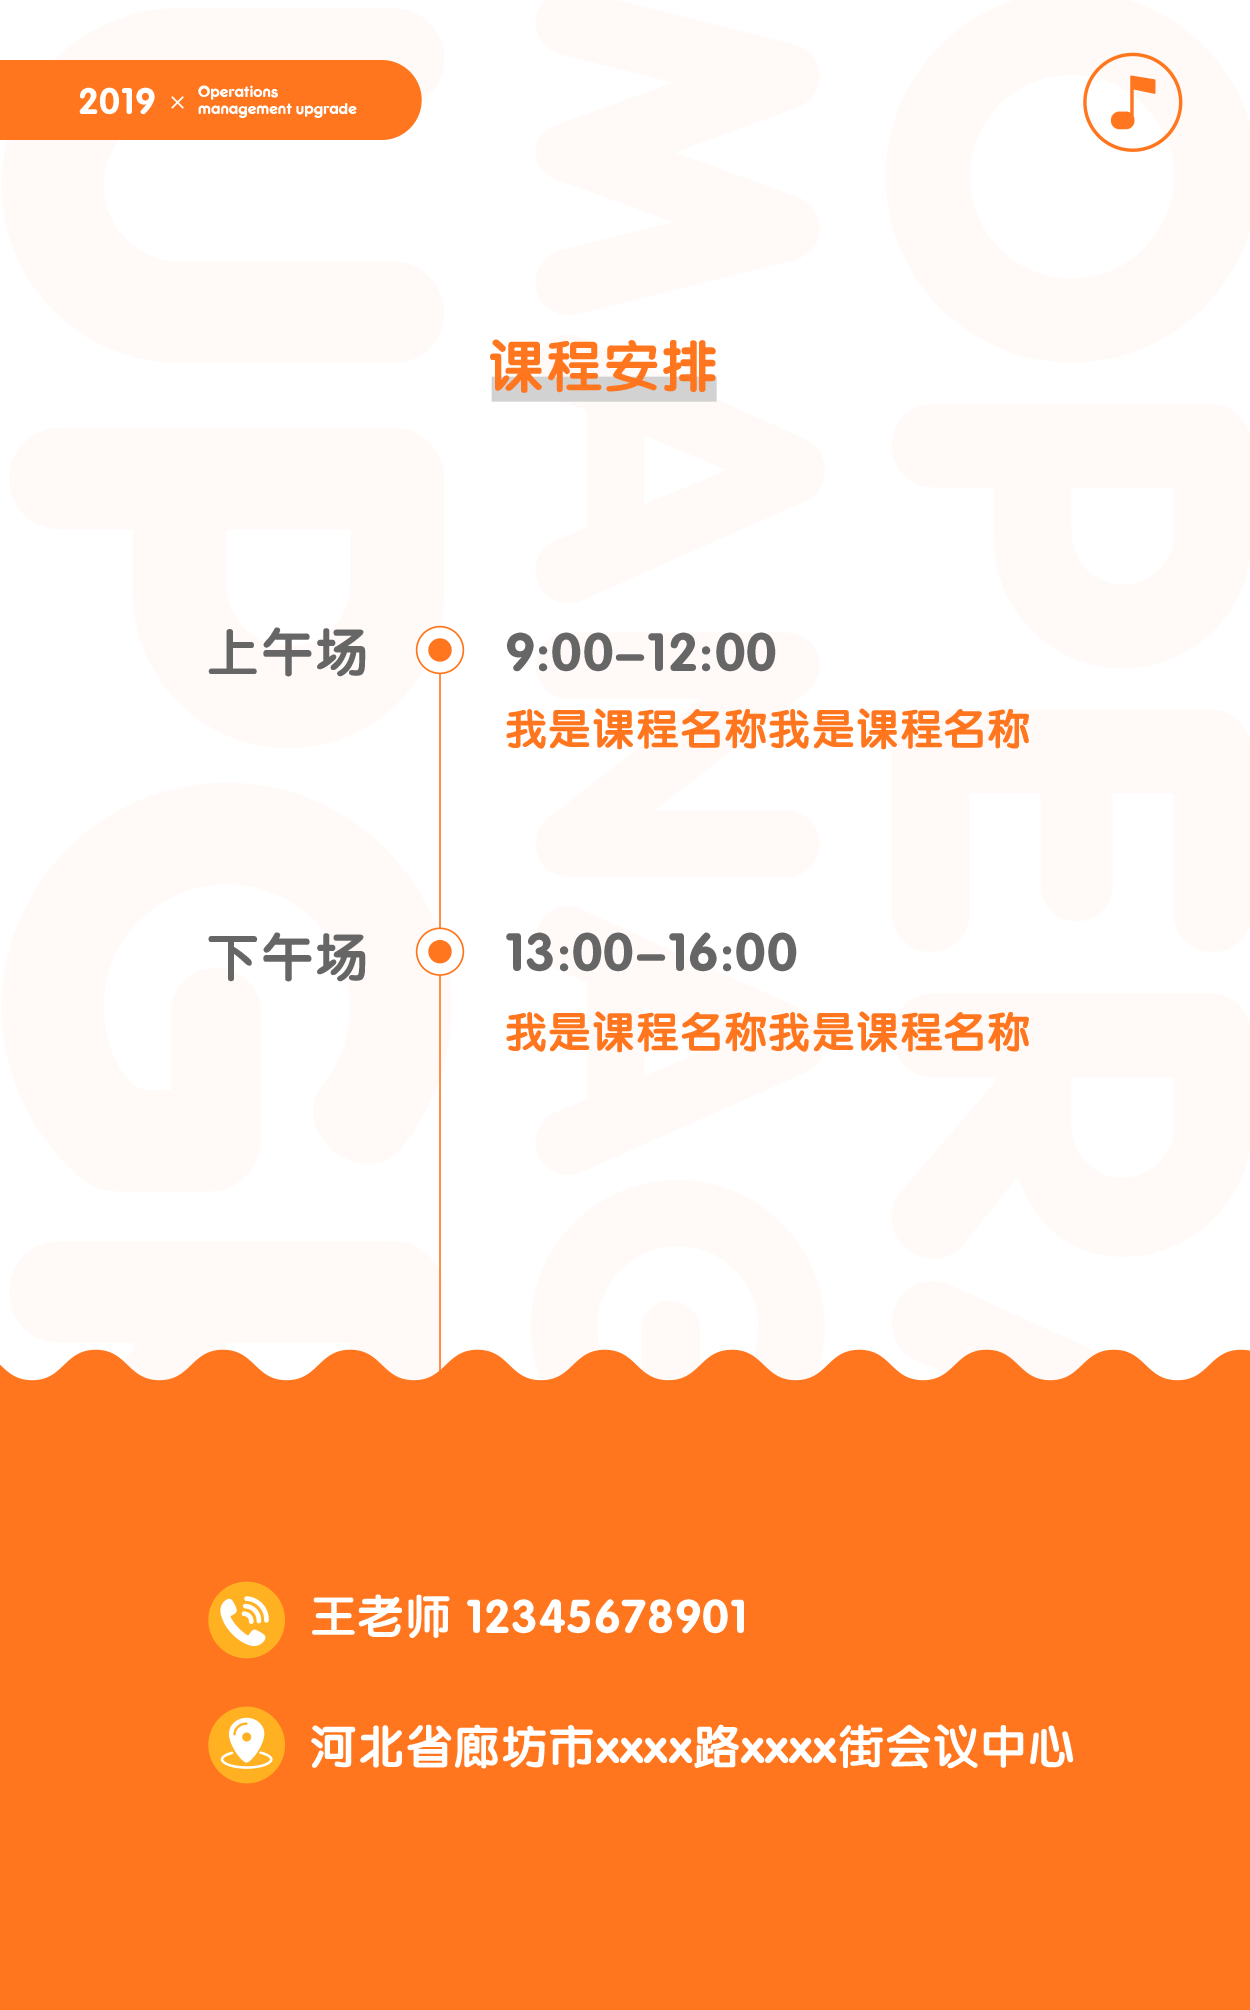 2019 × Operations
management upgrade
课程安排
上午场 9:00–12:00
我是课程名称我是课程名称
下午场 13:00–16:00
我是课程名称我是课程名称
王老师 12345678901
河北省廊坊市xxxx路xxxx街会议中心